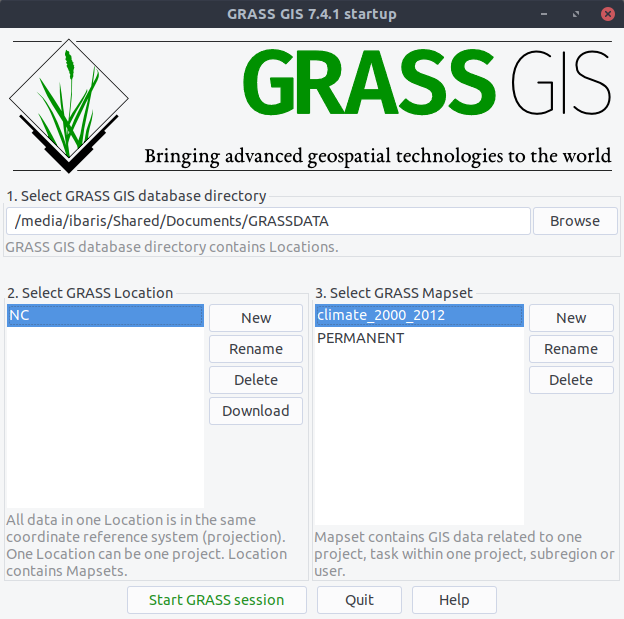 GRASS GIS 7.4.1 startup
GRASS GIS
Bringing advanced geospatial technologies to the world
1. Select GRASS GIS database directory
/media/ibaris/Shared/Documents/GRASSDATA
Browse
GRASS GIS database directory contains Locations.
2. Select GRASS Location
NC
New
Rename
Delete
Download
All data in one Location is in the same
coordinate reference system (projection).
One Location can be one project. Location
contains Mapsets.
3. Select GRASS Mapset
climate_2000_2012
PERMANENT
New
Rename
Delete
Mapset contains GIS data related to one
project, task within one project, subregion or
user.
Start GRASS session
Quit
Help